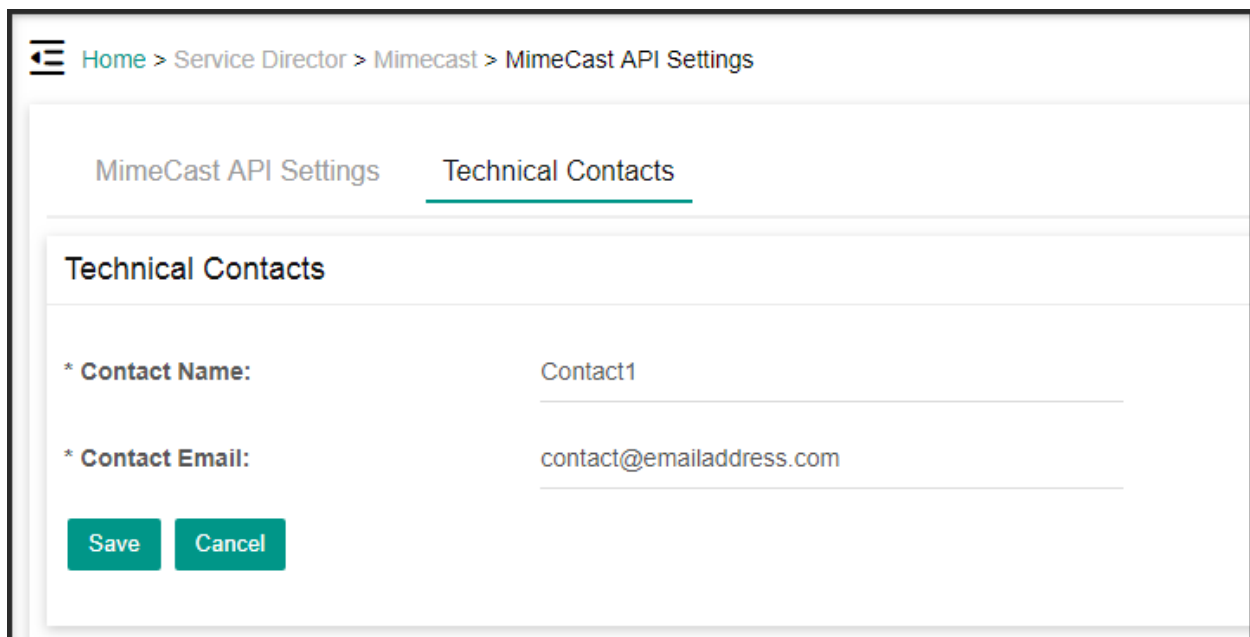 Home > Service Director > Mimecast > MimeCast API Settings
MimeCast API Settings Technical Contacts
Technical Contacts
* Contact Name: Contact1
* Contact Email: contact@emailaddress.com
Save Cancel